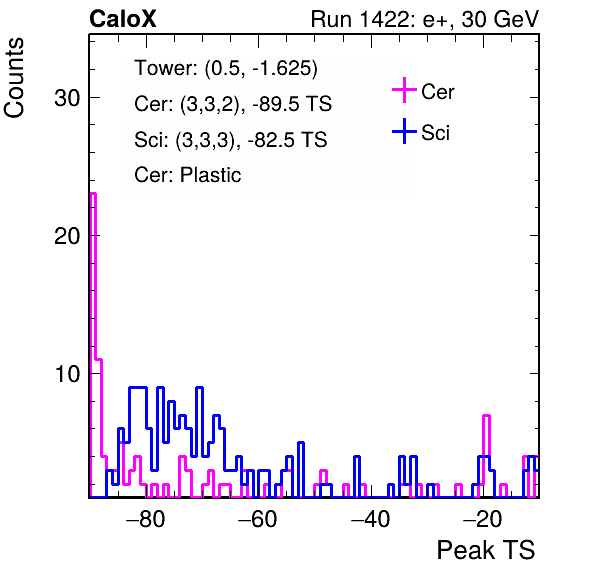 CaloX Run 1422: e+, 30 GeV
Counts
Tower: (0.5, -1.625)
Cer: (3,3,2), -89.5 TS
Sci: (3,3,3), -82.5 TS
Cer: Plastic
Cer
Sci
30
20
10
−80 −60 −40 −20
Peak TS